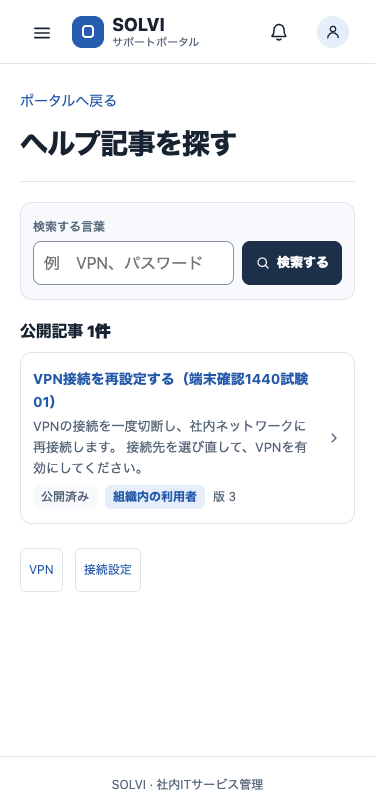 SOLVI
サポートポータル
ポータルへ戻る
ヘルプ記事を探す
検索する言葉
例　VPN、パスワード
検索する
公開記事 1件
VPN接続を再設定する（端末確認1440試験
01）
VPNの接続を一度切断し、社内ネットワークに
再接続します。 接続先を選び直して、VPNを有
効にしてください。
公開済み 組織内の利用者 版 3
VPN 接続設定
SOLVI · 社内ITサービス管理